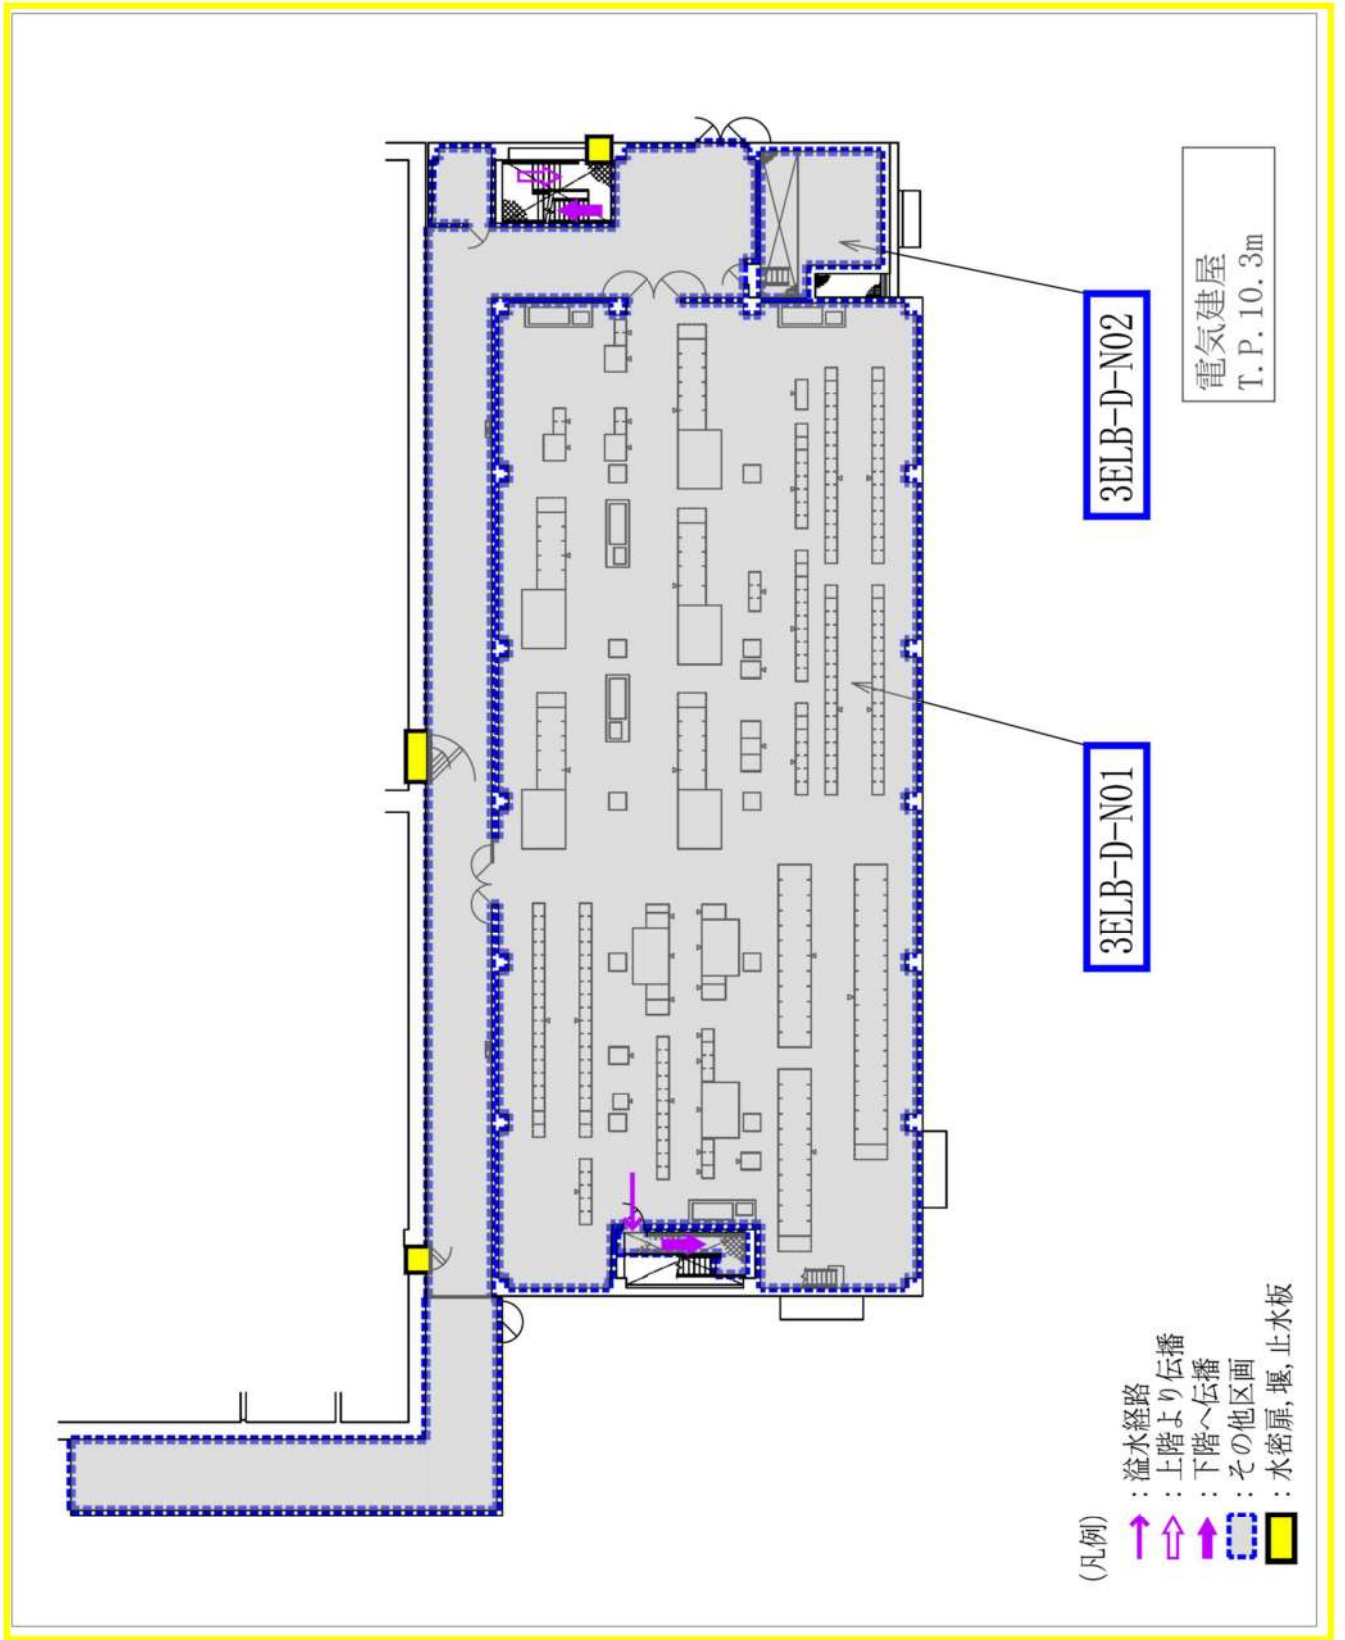 電気建屋
T.P.10.3m
3ELB-D-N01
3ELB-D-N02
(凡例)
：溢水経路
：上階より伝播
：下階へ伝播
：その他区画
：水密扉,堰,止水板